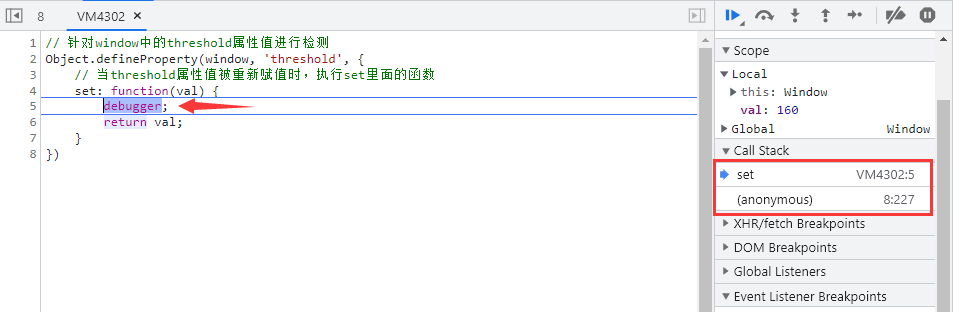 8 VM4302 ×
1 // 针对window中的threshold属性值进行检测
2 Object.defineProperty(window, 'threshold', {
3 // 当threshold属性值被重新赋值时，执行set里面的函数
4 set: function(val) {
5 debugger;
6 return val;
7 }
8 })
Scope
Local
this: Window
val: 160
Global Window
Call Stack
set VM4302:5
(anonymous) 8:227
XHR/fetch Breakpoints
DOM Breakpoints
Global Listeners
Event Listener Breakpoints